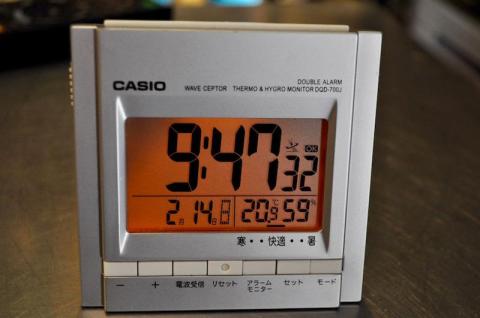 DOUBLE ALARM
CASIO WAVE CEPTOR THERMO & HYGRO MONITOR DQD-700J
9:47 32 OK
2月 14日 20.9℃ 59%
寒・・快適・・暑
− + 電波受信 リセット アラームモニター セット モード